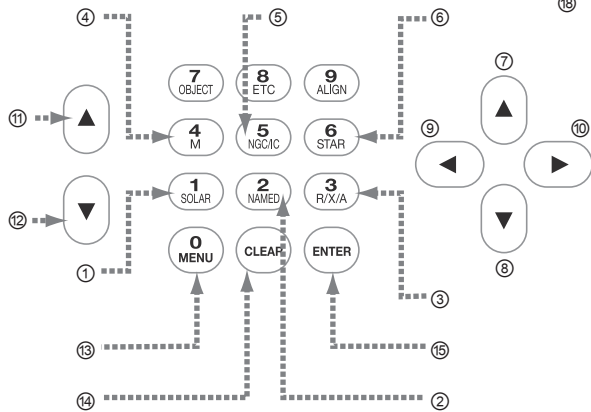 ④ ⑤ ⑥ ⑱
7 8 9 ⑦
OBJECT ETC ALIGN
⑪ ▲ ▲
4 5 6 ⑨ ⑩
M NGC/IC STAR ◀ ▶
1 2 3
SOLAR NAMED R/X/A
⑫ ▼ ▼
0 CLEAR ENTER
MENU
① ⑧
③
⑬ ⑮
⑭ ②